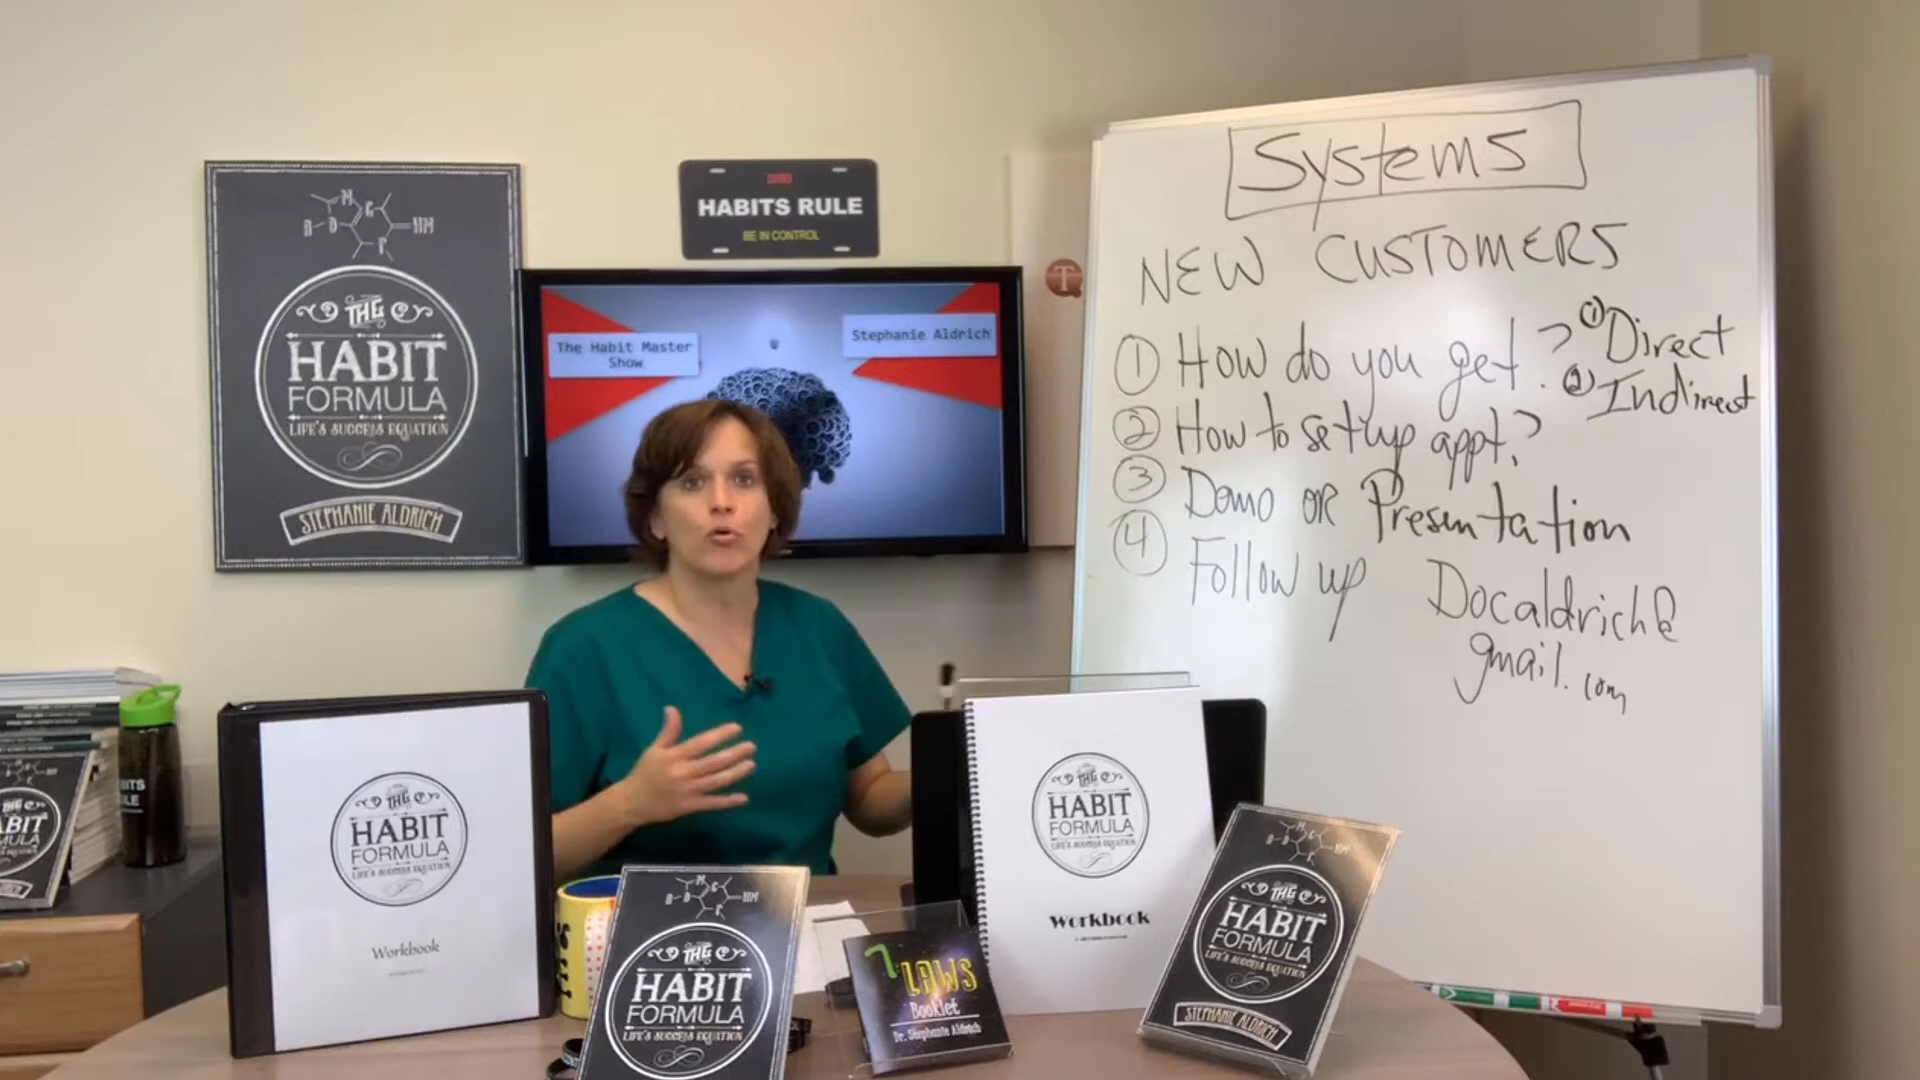 THE
HABIT
FORMULA
LIFE'S SUCCESS EQUATION
STEPHANIE ALDRICH
HABITS RULE
BE IN CONTROL
The Habit Master
Show
Stephanie Aldrich
T
Systems
NEW CUSTOMERS
① How do you get? ① Direct
② Indirect
② How to set up appt?
③ Demo or Presentation
④ Follow up
Docaldrich@
gmail.com
THE
HABIT
FORMULA
LIFE'S SUCCESS EQUATION
Workbook
THE
HABIT
FORMULA
LIFE'S SUCCESS EQUATION
7 LAWS
Booklet
Dr. Stephanie Aldrich
THE
HABIT
FORMULA
LIFE'S SUCCESS EQUATION
Workbook
THE
HABIT
FORMULA
LIFE'S SUCCESS EQUATION
STEPHANIE ALDRICH